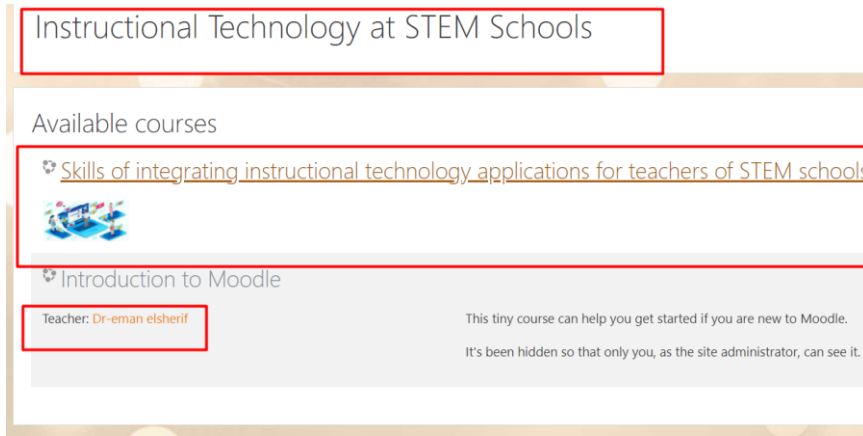 Instructional Technology at STEM Schools
Available courses
Skills of integrating instructional technology applications for teachers of STEM schools
Introduction to Moodle
Teacher: Dr-eman elsherif
This tiny course can help you get started if you are new to Moodle.
It's been hidden so that only you, as the site administrator, can see it.